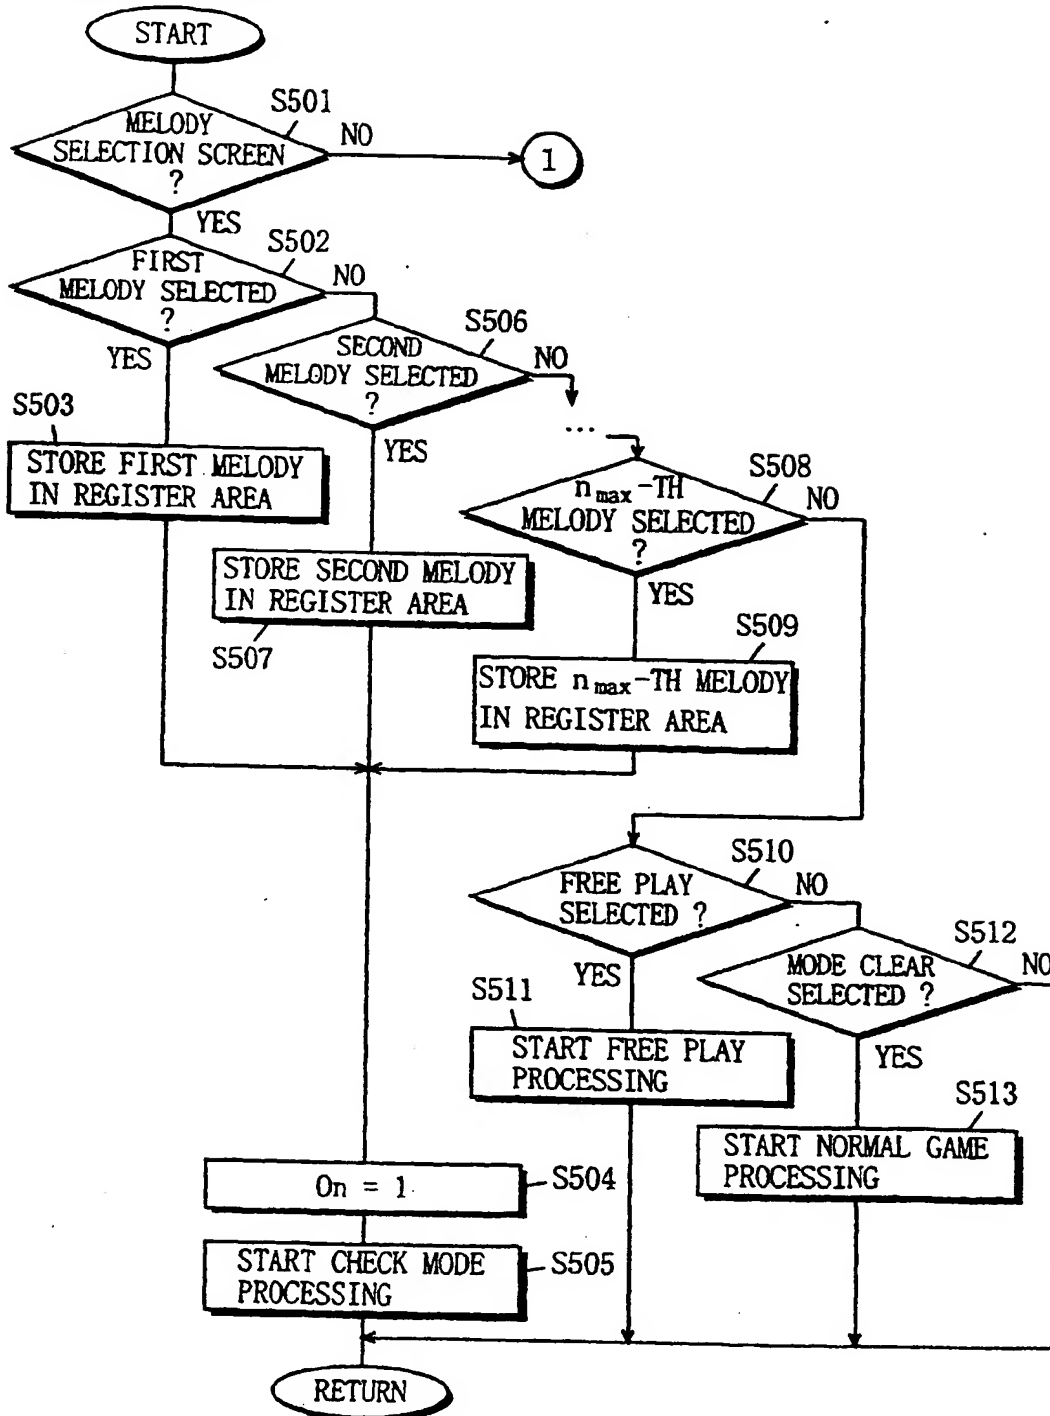 START
S501
MELODY
SELECTION SCREEN
?
NO
1
YES
S502
FIRST
MELODY SELECTED
?
NO
YES
S506
SECOND
MELODY SELECTED
?
NO
YES
...
S503
STORE FIRST MELODY
IN REGISTER AREA
S508
nmax-TH
MELODY SELECTED
?
NO
YES
STORE SECOND MELODY
IN REGISTER AREA
S507
S509
STORE nmax-TH MELODY
IN REGISTER AREA
S510
FREE PLAY
SELECTED ?
NO
YES
S512
MODE CLEAR
SELECTED ?
NO
YES
S511
START FREE PLAY
PROCESSING
S513
START NORMAL GAME
PROCESSING
On = 1
S504
START CHECK MODE
PROCESSING
S505
RETURN